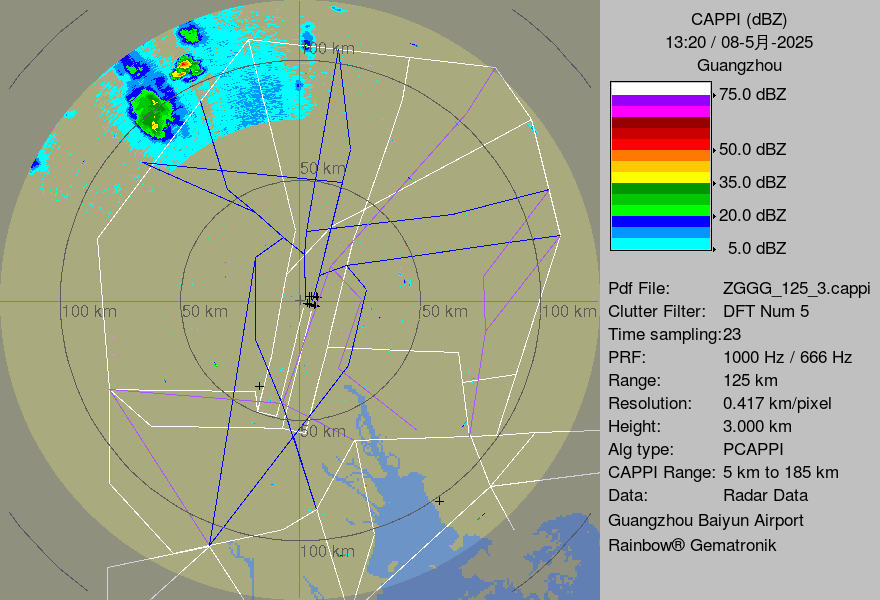 CAPPI (dBZ)
13:20 / 08-5月-2025
Guangzhou
75.0 dBZ
50.0 dBZ
35.0 dBZ
20.0 dBZ
5.0 dBZ
Pdf File: ZGGG_125_3.cappi
Clutter Filter: DFT Num 5
Time sampling:23
PRF: 1000 Hz / 666 Hz
Range: 125 km
Resolution: 0.417 km/pixel
Height: 3.000 km
Alg type: PCAPPI
CAPPI Range: 5 km to 185 km
Data: Radar Data
Guangzhou Baiyun Airport
Rainbow® Gematronik
100 km
50 km
100 km
50 km
50 km
100 km
50 km
100 km